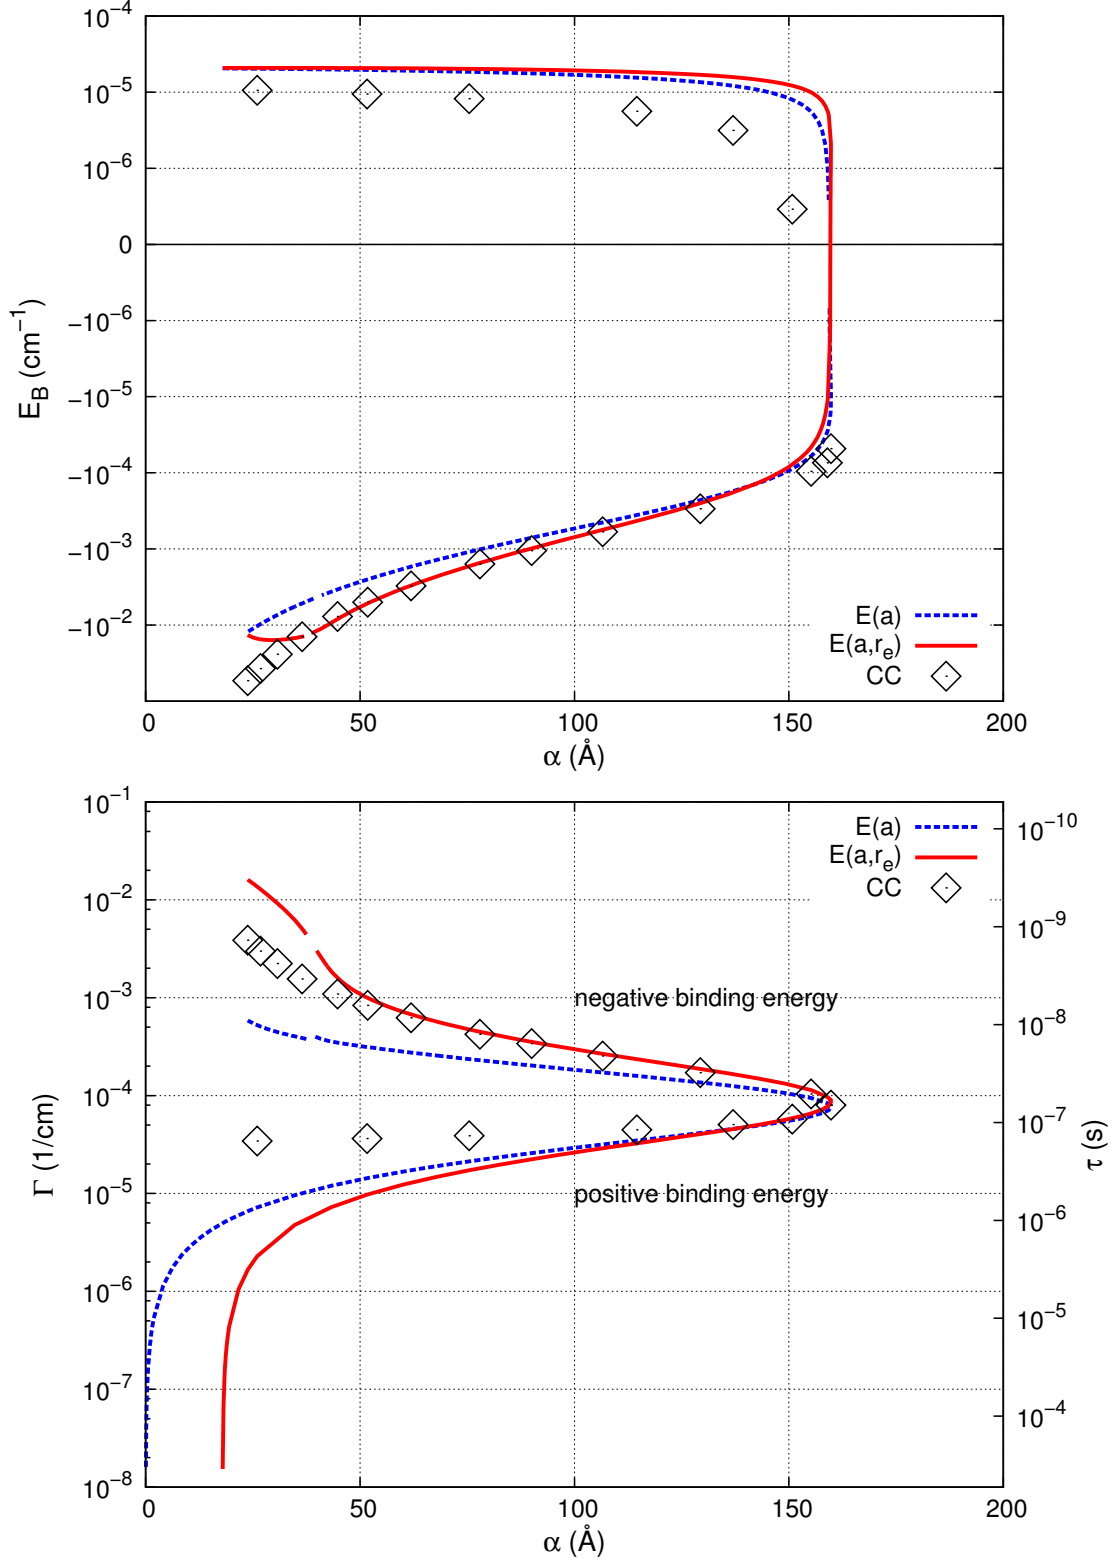 10⁻⁴
10⁻⁵
10⁻⁶
0
−10⁻⁶
−10⁻⁵
−10⁻⁴
−10⁻³
−10⁻²
E_B (cm⁻¹)
E(a)
E(a,r_e)
CC
0 50 100 150 200
α (Å)
10⁻¹
10⁻²
10⁻³
10⁻⁴
10⁻⁵
10⁻⁶
10⁻⁷
10⁻⁸
Γ (1/cm)
E(a)
E(a,r_e)
CC
negative binding energy
positive binding energy
10⁻¹⁰
10⁻⁹
10⁻⁸
10⁻⁷
10⁻⁶
10⁻⁵
10⁻⁴
τ (s)
0 50 100 150 200
α (Å)